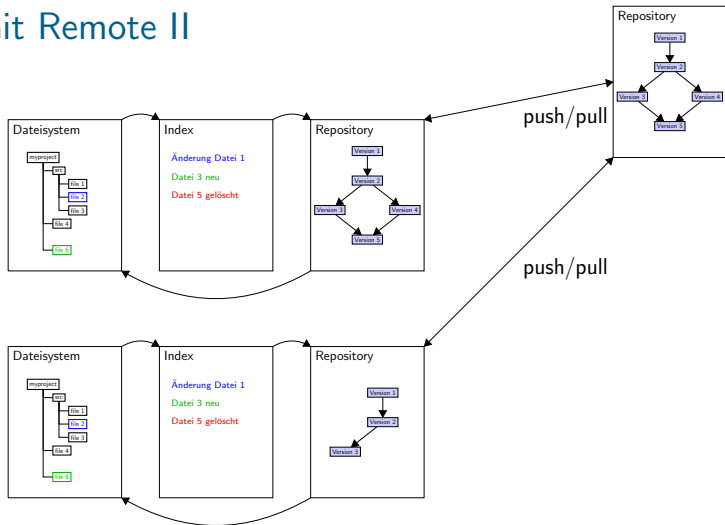 it Remote II
Repository
Version 1
Version 2
Version 3
Version 4
Version 5
push/pull
push/pull
Dateisystem
myproject
src
file 1
file 2
file 3
file 4
file 6
Index
Änderung Datei 1
Datei 3 neu
Datei 5 gelöscht
Repository
Version 1
Version 2
Version 3
Version 4
Version 5
Dateisystem
myproject
src
file 1
file 2
file 3
file 4
file 6
Index
Änderung Datei 1
Datei 3 neu
Datei 5 gelöscht
Repository
Version 1
Version 2
Version 3